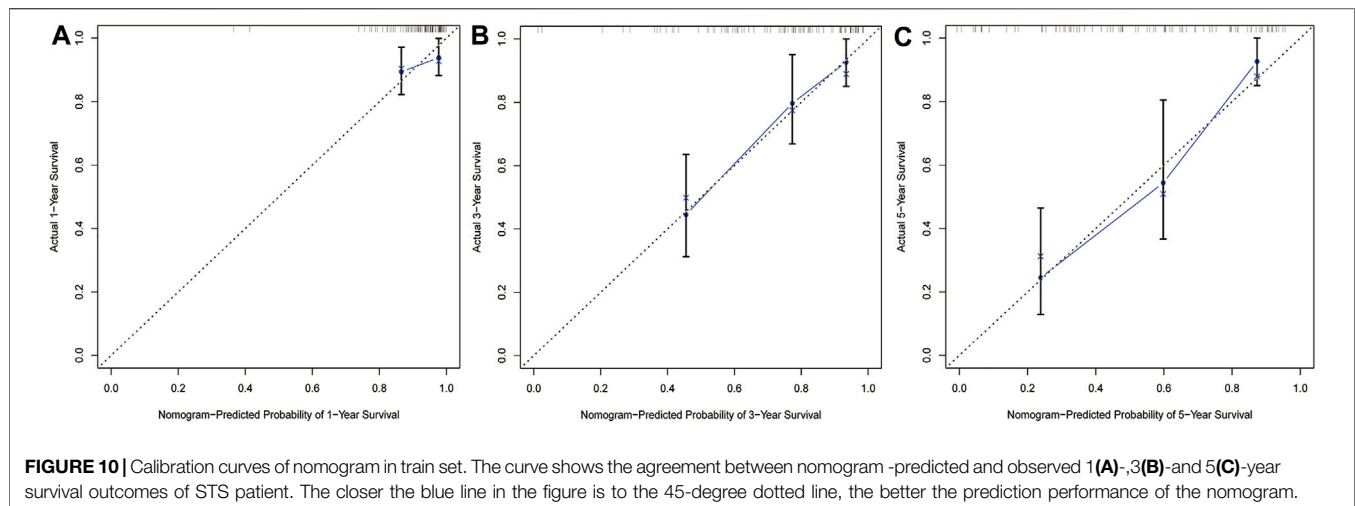 A
1.0
0.8
0.6
0.4
0.2
0.0
Actual 1−Year Survival
0.0 0.2 0.4 0.6 0.8 1.0
Nomogram−Predicted Probability of 1−Year Survival
B
1.0
0.8
0.6
0.4
0.2
0.0
Actual 3−Year Survival
0.0 0.2 0.4 0.6 0.8 1.0
Nomogram−Predicted Probability of 3−Year Survival
C
1.0
0.8
0.6
0.4
0.2
0.0
Actual 5−Year Survival
0.0 0.2 0.4 0.6 0.8 1.0
Nomogram−Predicted Probability of 5−Year Survival
FIGURE 10 | Calibration curves of nomogram in train set. The curve shows the agreement between nomogram -predicted and observed 1(A)-,3(B)-and 5(C)-year
survival outcomes of STS patient. The closer the blue line in the figure is to the 45-degree dotted line, the better the prediction performance of the nomogram.